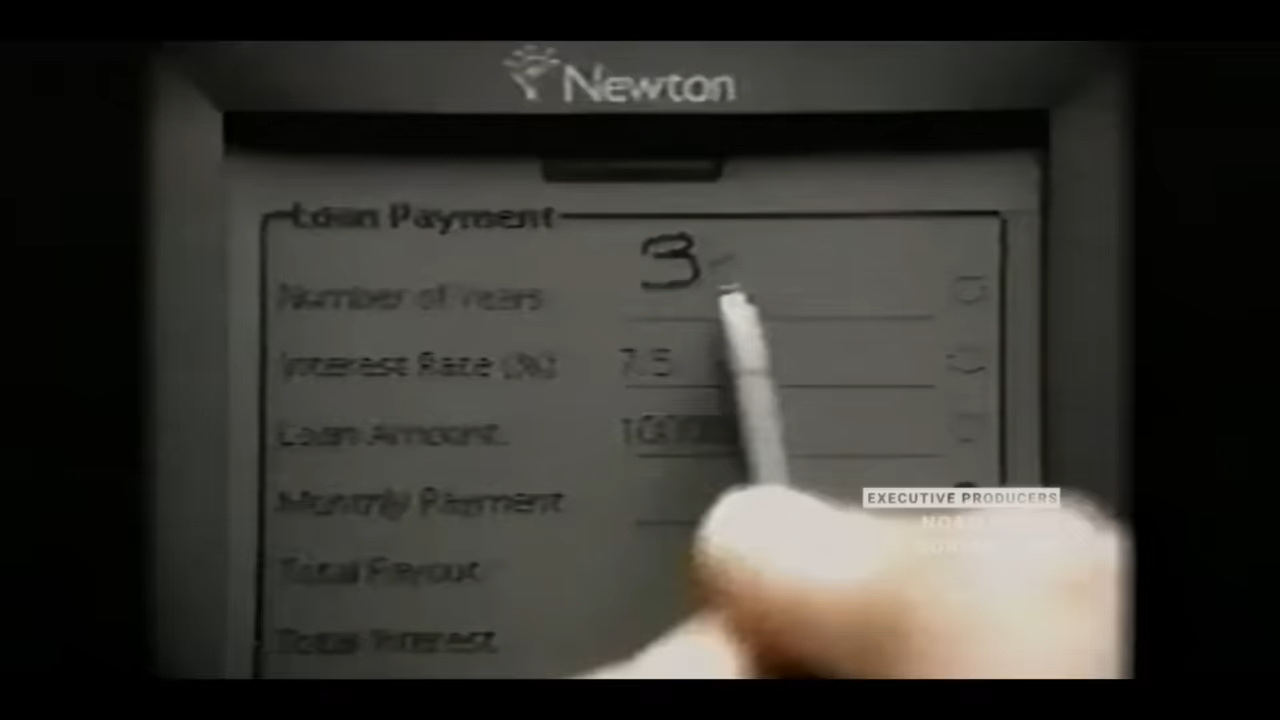 Newton
Loan Payment
3
Number of Years
Interest Rate (%) 7.5
Loan Amount
Monthly Payment
EXECUTIVE PRODUCERS
Total Payout
Total Interest